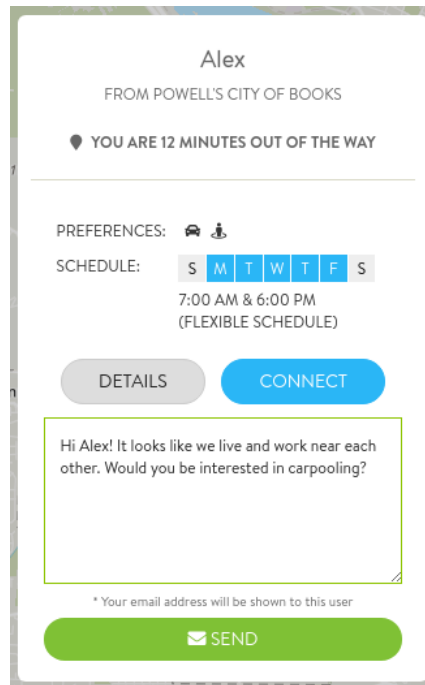 Alex
FROM POWELL'S CITY OF BOOKS
YOU ARE 12 MINUTES OUT OF THE WAY
PREFERENCES:
SCHEDULE: S M T W T F S
7:00 AM & 6:00 PM
(FLEXIBLE SCHEDULE)
DETAILS CONNECT
Hi Alex! It looks like we live and work near each
other. Would you be interested in carpooling?
* Your email address will be shown to this user
SEND